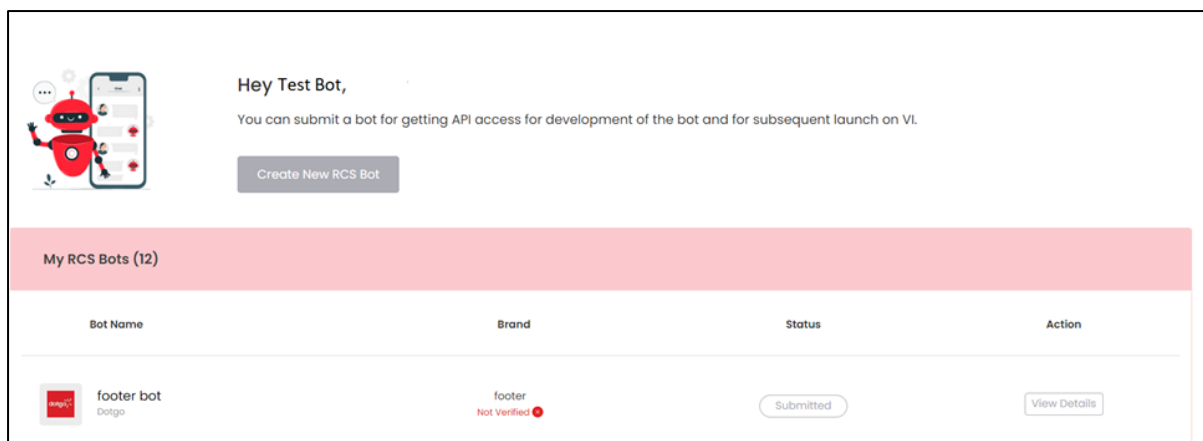 Hey Test Bot,
You can submit a bot for getting API access for development of the bot and for subsequent launch on VI.
Create New RCS Bot
My RCS Bots (12)
Bot Name Brand Status Action
dotgo
footer bot footer Submitted View Details
Dotgo Not Verified